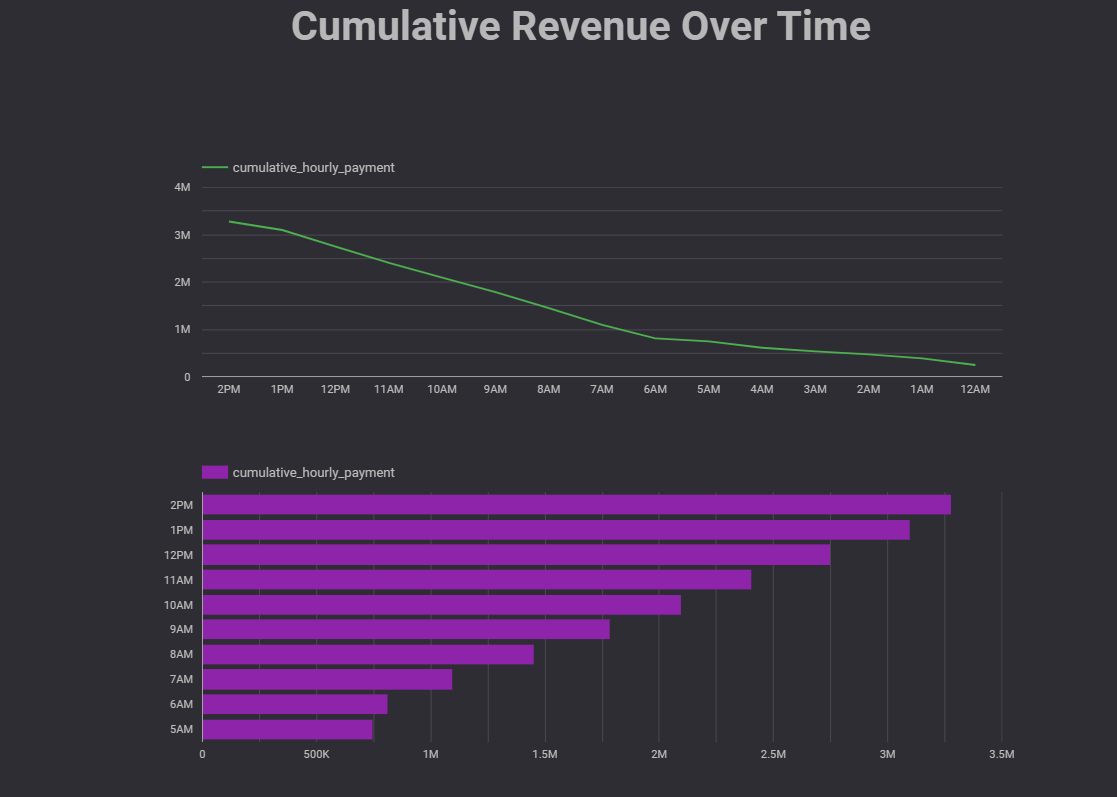 Cumulative Revenue Over Time
cumulative_hourly_payment
4M
3M
2M
1M
0
2PM 1PM 12PM 11AM 10AM 9AM 8AM 7AM 6AM 5AM 4AM 3AM 2AM 1AM 12AM
cumulative_hourly_payment
2PM
1PM
12PM
11AM
10AM
9AM
8AM
7AM
6AM
5AM
0 500K 1M 1.5M 2M 2.5M 3M 3.5M